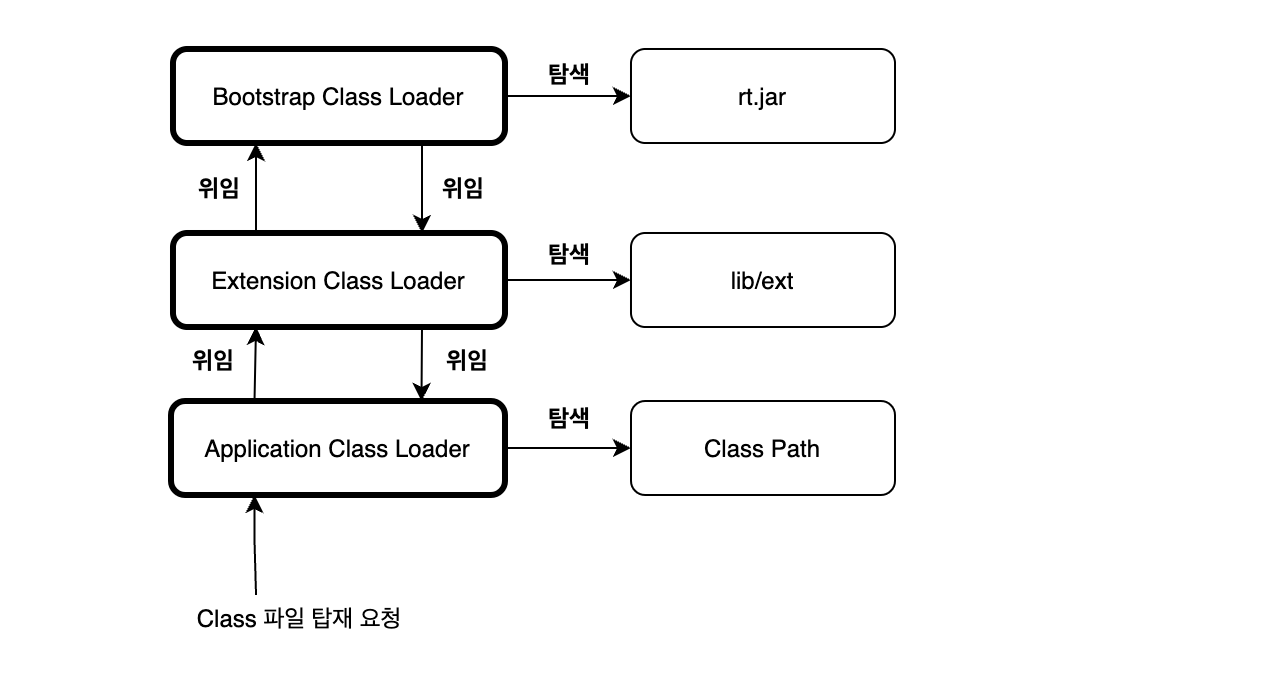 Bootstrap Class Loader
탐색
rt.jar
위임
위임
Extension Class Loader
탐색
lib/ext
위임
위임
Application Class Loader
탐색
Class Path
Class 파일 탑재 요청